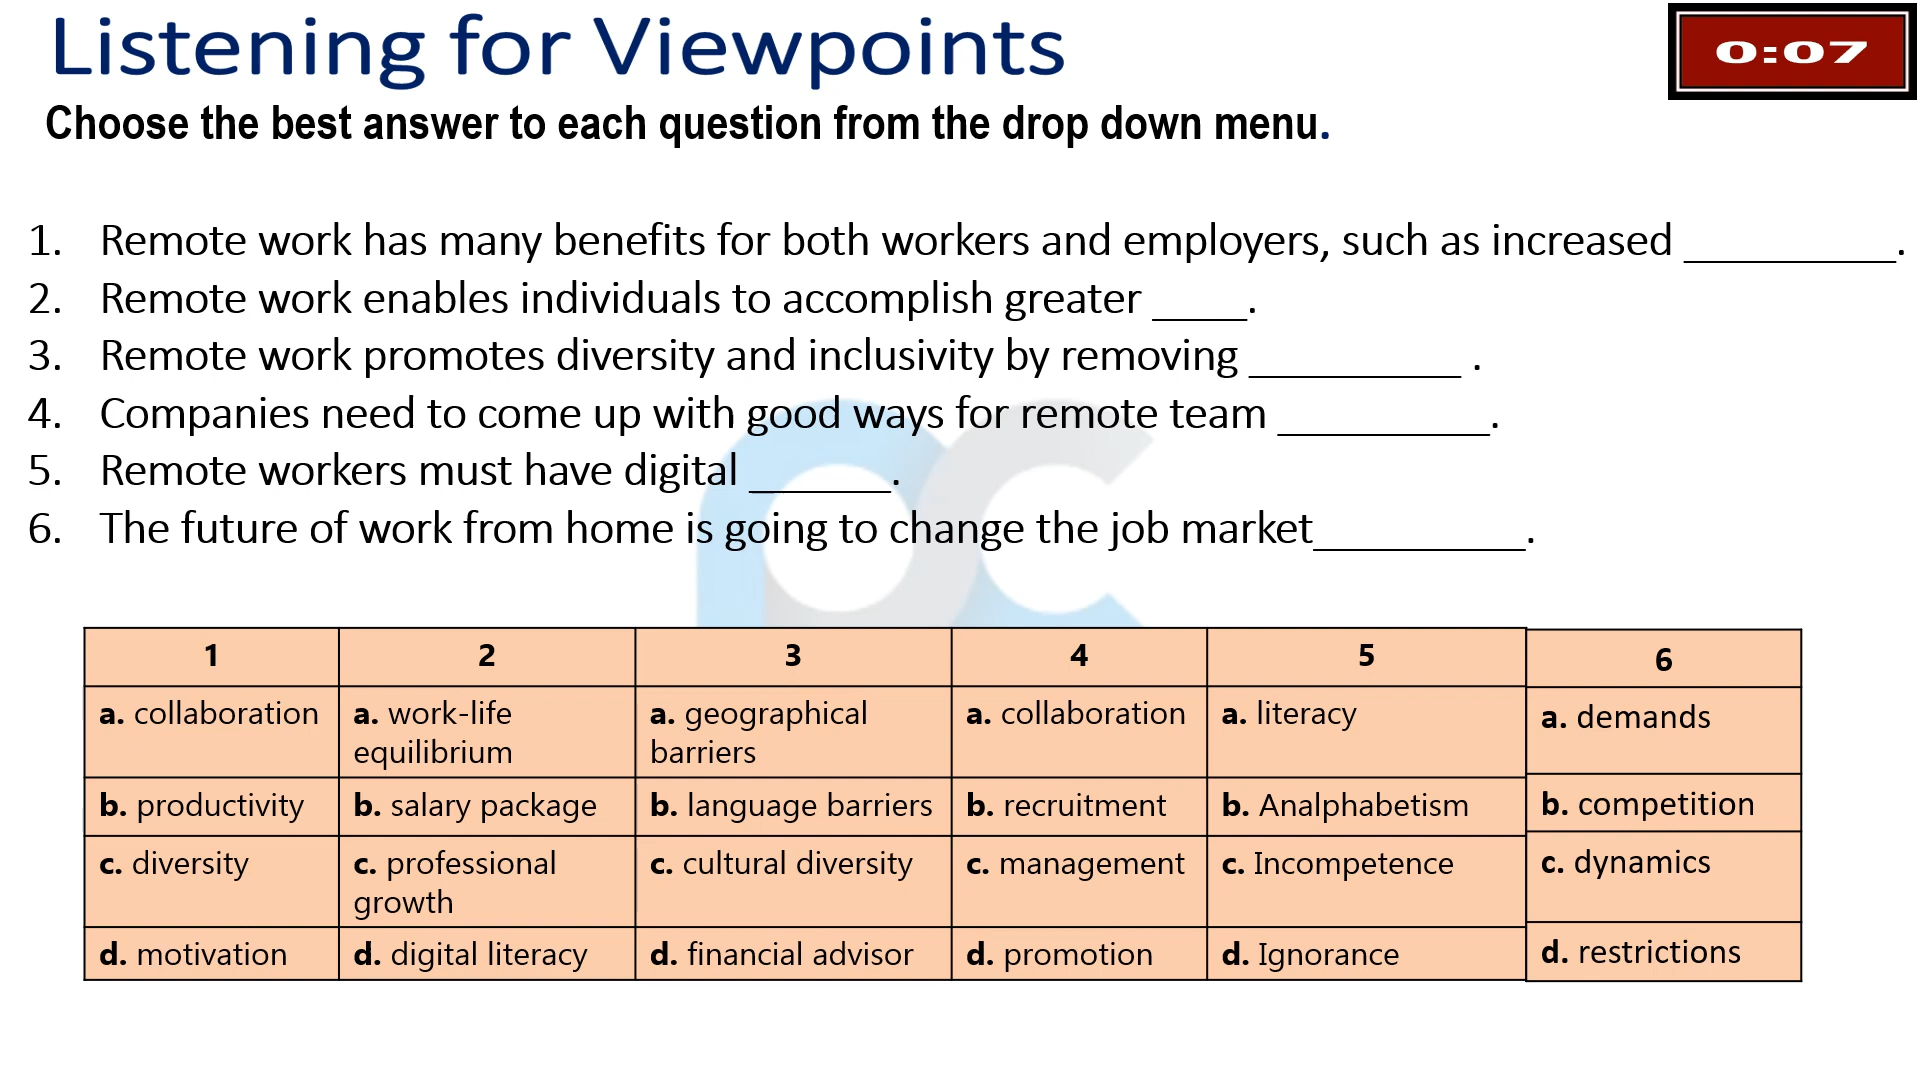 Listening for Viewpoints
0:07
Choose the best answer to each question from the drop down menu.
1. Remote work has many benefits for both workers and employers, such as increased _________.
2. Remote work enables individuals to accomplish greater ____.
3. Remote work promotes diversity and inclusivity by removing _________ .
4. Companies need to come up with good ways for remote team _________.
5. Remote workers must have digital ______.
6. The future of work from home is going to change the job market_________.
1 2 3 4 5 6
a. collaboration a. work-life equilibrium a. geographical barriers a. collaboration a. literacy a. demands
b. productivity b. salary package b. language barriers b. recruitment b. Analphabetism b. competition
c. diversity c. professional growth c. cultural diversity c. management c. Incompetence c. dynamics
d. motivation d. digital literacy d. financial advisor d. promotion d. Ignorance d. restrictions